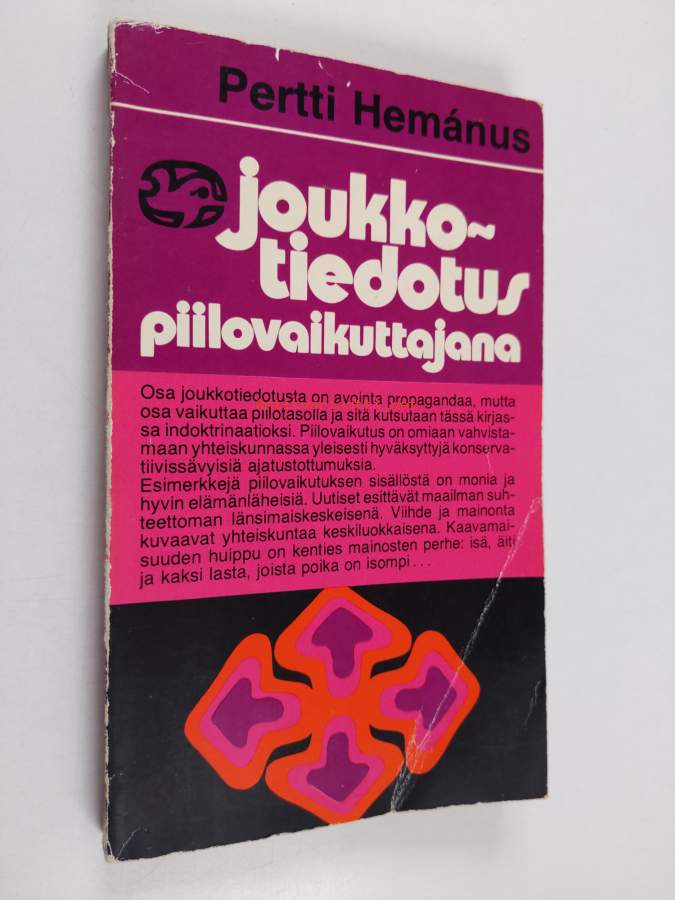 Pertti Hemánus
joukko~
tiedotus
piilovaikuttajana
Osa joukkotiedotusta on avointa propagandaa, mutta
osa vaikuttaa piilotasolla ja sitä kutsutaan tässä kirjas-
sa indoktrinaatioksi. Piilovaikutus on omiaan vahvista-
maan yhteiskunnassa yleisesti hyväksyttyjä konserva-
tiivissävyisiä ajatustottumuksia.
Esimerkkejä piilovaikutuksen sisällöstä on monia ja
hyvin elämänläheisiä. Uutiset esittävät maailman suh-
teettoman länsimaiskeskeisenä. Viihde ja mainonta
kuvaavat yhteiskuntaa keskiluokkaisena. Kaavamai-
suuden huippu on kenties mainosten perhe: isä, äiti
ja kaksi lasta, joista poika on isompi...